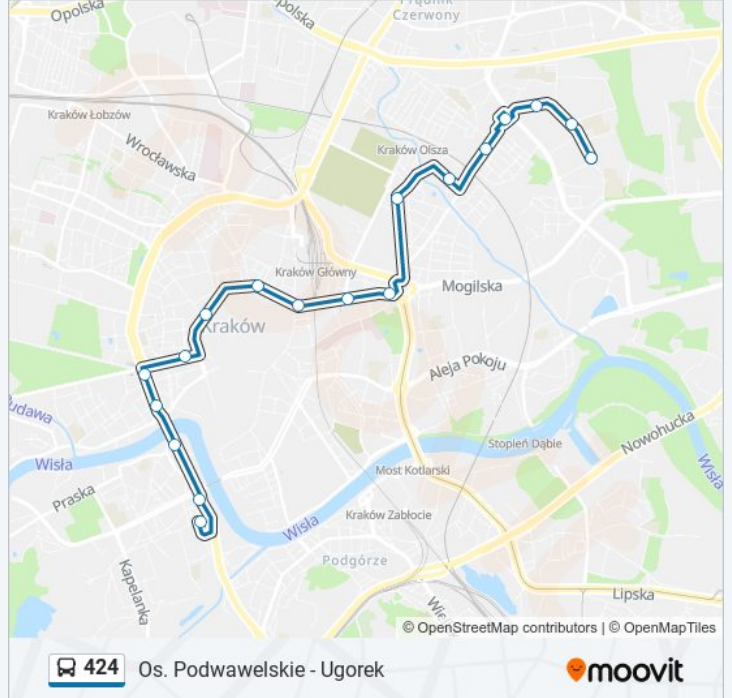 Opolska
Opolska
Prądnik
Czerwony
Kraków Łobzów
Wrocławska
Kraków Olsza
Kraków Główny
Mogilska
Kraków
Aleja Pokoju
Rudawa
Nowohucka
Stopień Dąbie
Wisła
Wisła
Most Kotlarski
Praska
Kraków Zabłocie
Wisła
Podgórze
Kapelanka
Lipska
© OpenStreetMap contributors | © OpenMapTiles
424 Os. Podwawelskie - Ugorek
moovit